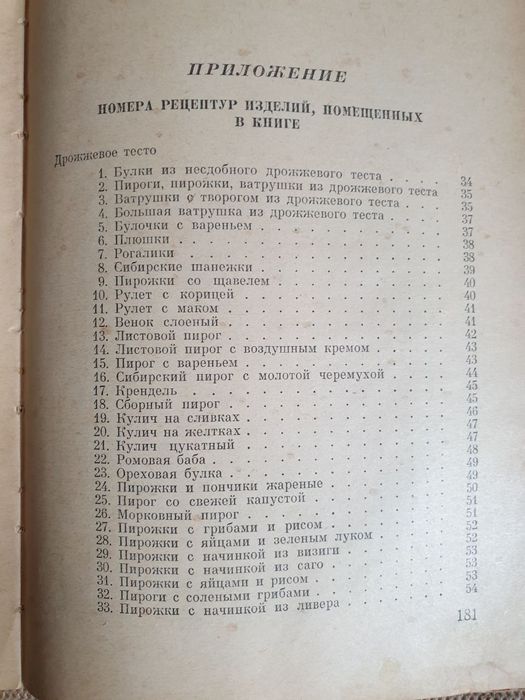 ПРИЛОЖЕНИЕ
НОМЕРА РЕЦЕПТУР ИЗДЕЛИЙ, ПОМЕЩЕННЫХ
В КНИГЕ
Дрожжевое тесто
1. Булки из несдобного дрожжевого теста . . . . 34
2. Пироги, пирожки, ватрушки из дрожжевого теста 35
3. Ватрушки с творогом из дрожжевого теста . . . 35
4. Большая ватрушка из дрожжевого теста . . . . 37
5. Булочки с вареньем . . . . . . . . . . 37
6. Плюшки . . . . . . . . . . . . . 38
7. Рогалики . . . . . . . . . . . . . 38
8. Сибирские шанежки . . . . . . . . . . 39
9. Пирожки со щавелем . . . . . . . . . . 40
10. Рулет с корицей . . . . . . . . . . . 40
11. Рулет с маком . . . . . . . . . . . . 41
12. Венок слоеный . . . . . . . . . . . . 41
13. Листовой пирог . . . . . . . . . . . . 42
14. Листовой пирог с воздушным кремом . . . . . 43
15. Пирог с вареньем . . . . . . . . . . . 43
16. Сибирский пирог с молотой черемухой . . . . 44
17. Крендель . . . . . . . . . . . . . 45
18. Сборный пирог . . . . . . . . . . . . 45
19. Кулич на сливках . . . . . . . . . . . 46
20. Кулич на желтках . . . . . . . . . . . 47
21. Кулич цукатный . . . . . . . . . . . 47
22. Ромовая баба . . . . . . . . . . . . 48
23. Ореховая булка . . . . . . . . . . . . 49
24. Пирожки и пончики жареные . . . . . . . 49
25. Пирог со свежей капустой . . . . . . . . 50
26. Морковный пирог . . . . . . . . . . . 51
27. Пирожки с грибами и рисом . . . . . . . 51
28. Пирожки с яйцами и зеленым луком . . . . . 52
29. Пирожки с начинкой из визиги . . . . . . 52
30. Пирожки с начинкой из саго . . . . . . . 53
31. Пирожки с яйцами и рисом . . . . . . . . 53
32. Пироги с солеными грибами . . . . . . . . 53
33. Пирожки с начинкой из ливера . . . . . . . 54
181